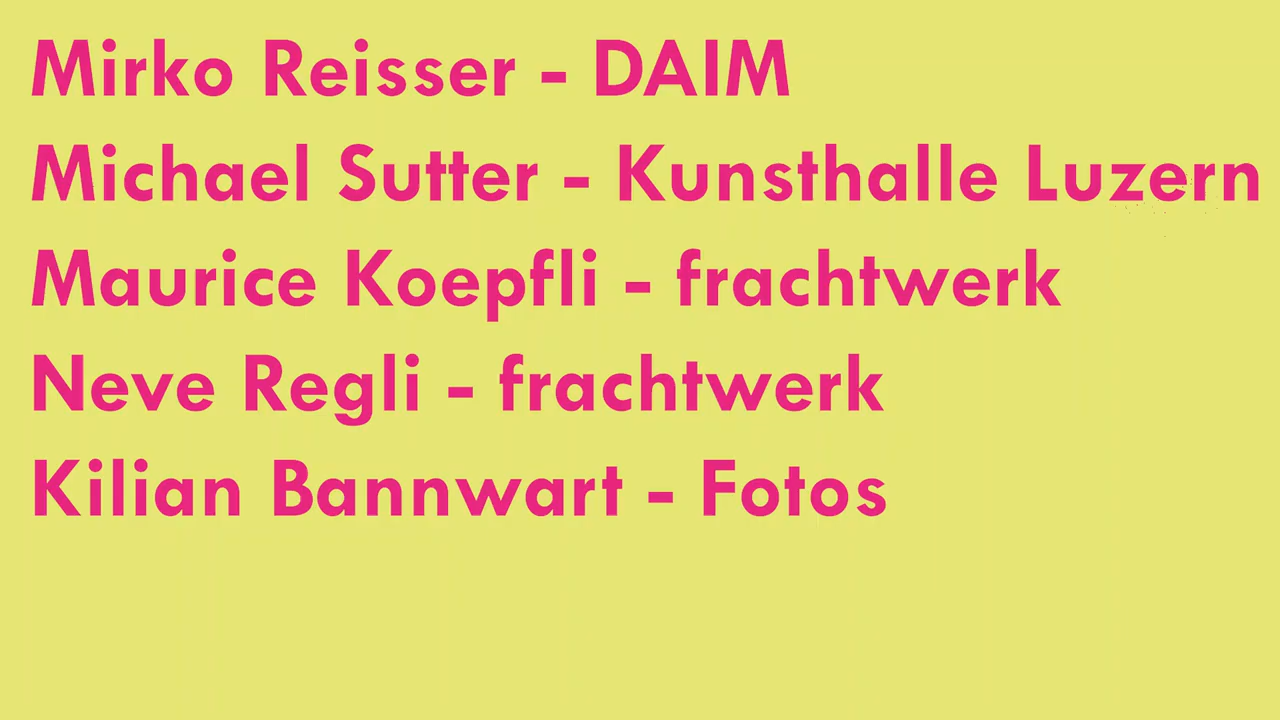 Mirko Reisser - DAIM
Michael Sutter - Kunsthalle Luzern
Maurice Koepfli - frachtwerk
Neve Regli - frachtwerk
Kilian Bannwart - Fotos